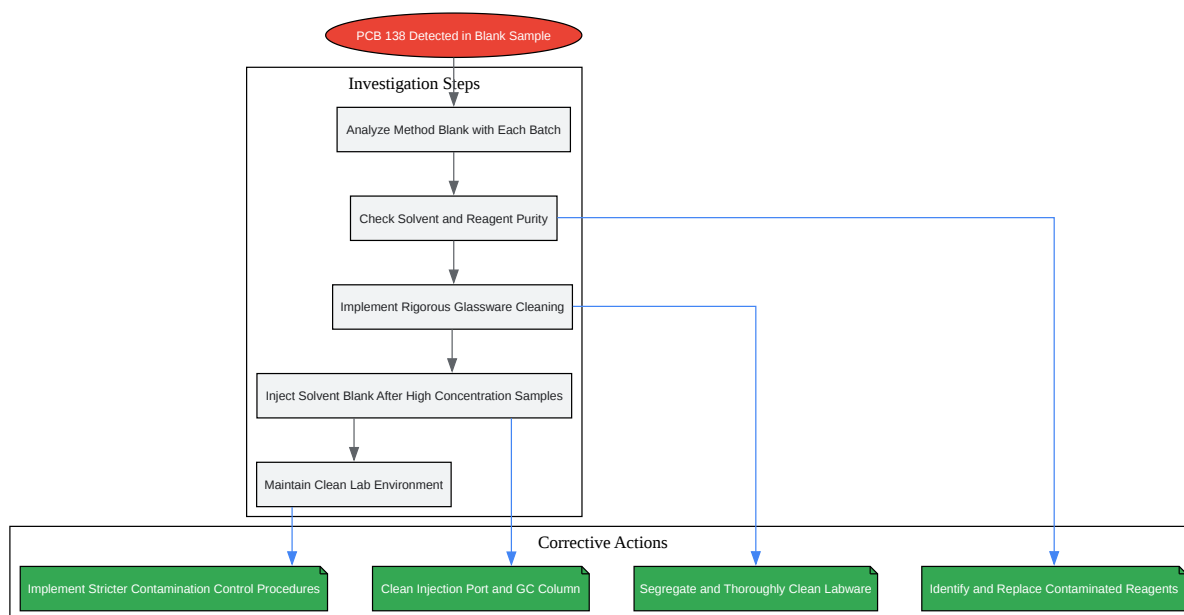 PCB 138 Detected in Blank Sample
Investigation Steps
Analyze Method Blank with Each Batch
Check Solvent and Reagent Purity
Implement Rigorous Glassware Cleaning
Inject Solvent Blank After High Concentration Samples
Maintain Clean Lab Environment
Corrective Actions
Implement Stricter Contamination Control Procedures
Clean Injection Port and GC Column
Segregate and Thoroughly Clean Labware
Identify and Replace Contaminated Reagents